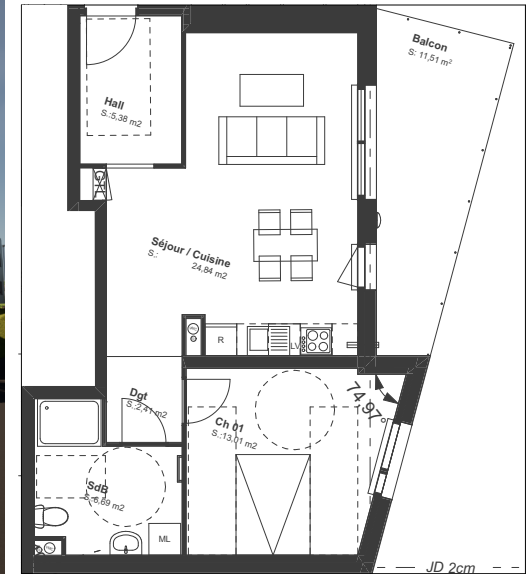 Balcon
S: 11,51 m²
Hall
S.:5,38 m2
GTL
Séjour / Cuisine
S.: 24,84 m2
R
LV
Dgt
S.:2,41 m2
Ch 01
S.:13,01 m2
74,97°
SdB
S.:6,69 m2
ML
JD 2cm